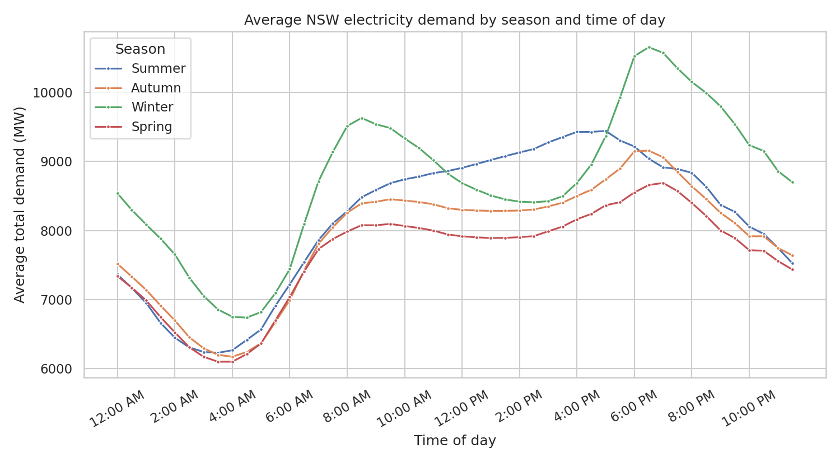 Average NSW electricity demand by season and time of day
Season
Summer
Autumn
Winter
Spring
Average total demand (MW)
10000
9000
8000
7000
6000
12:00 AM
2:00 AM
4:00 AM
6:00 AM
8:00 AM
10:00 AM
12:00 PM
2:00 PM
4:00 PM
6:00 PM
8:00 PM
10:00 PM
Time of day